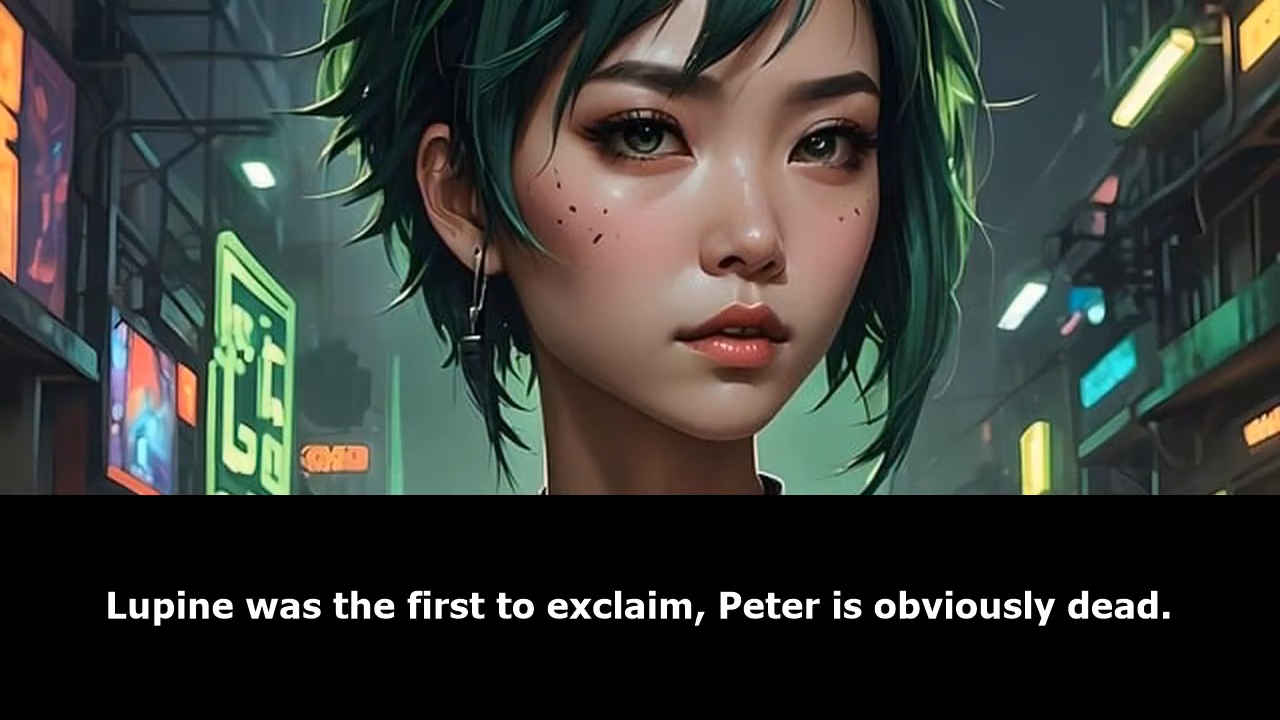 Lupine was the first to exclaim, Peter is obviously dead.